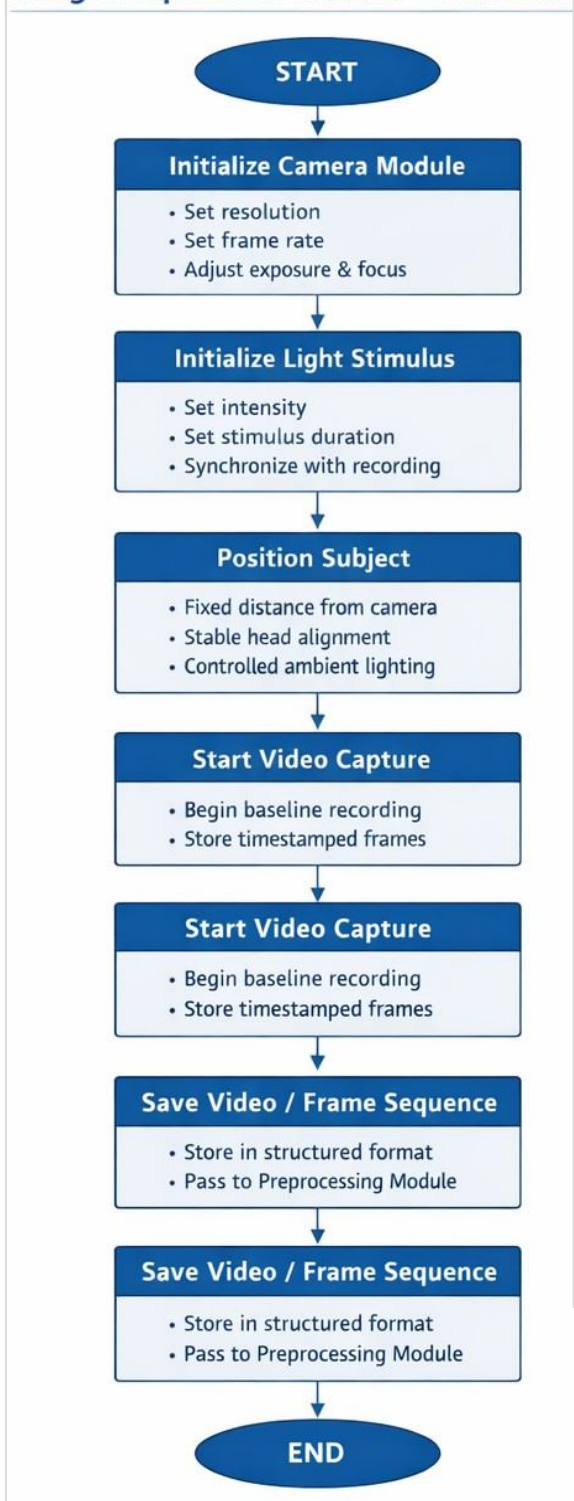 START
Initialize Camera Module
• Set resolution
• Set frame rate
• Adjust exposure & focus
Initialize Light Stimulus
• Set intensity
• Set stimulus duration
• Synchronize with recording
Position Subject
• Fixed distance from camera
• Stable head alignment
• Controlled ambient lighting
Start Video Capture
• Begin baseline recording
• Store timestamped frames
Start Video Capture
• Begin baseline recording
• Store timestamped frames
Save Video / Frame Sequence
• Store in structured format
• Pass to Preprocessing Module
Save Video / Frame Sequence
• Store in structured format
• Pass to Preprocessing Module
END